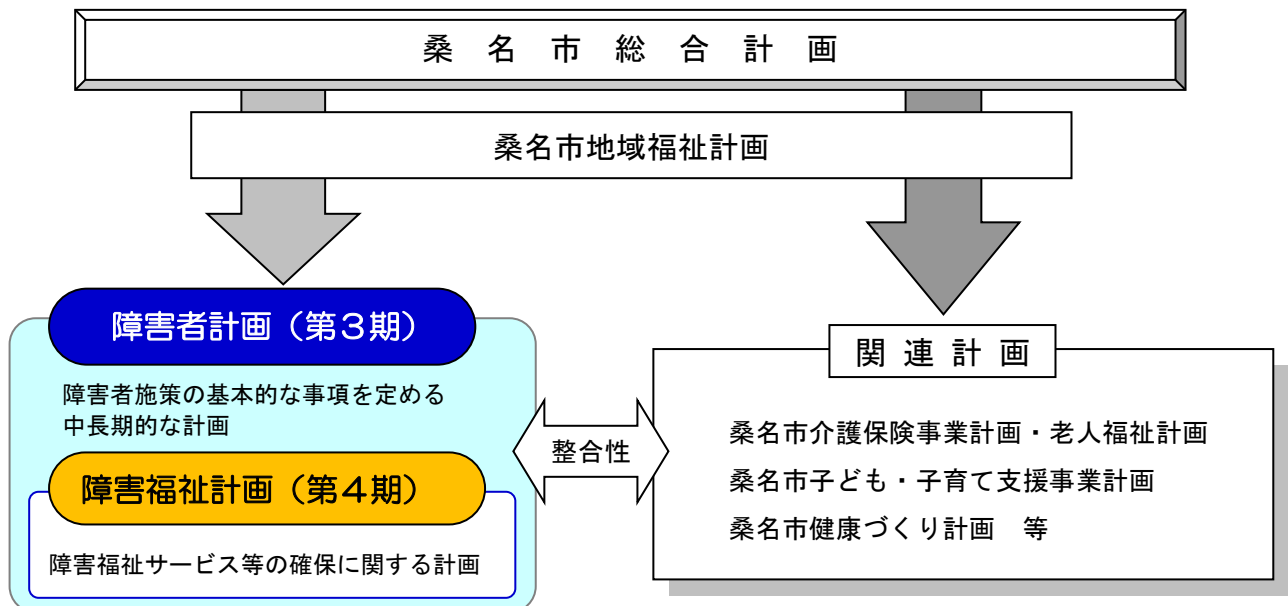 桑名市総合計画
桑名市地域福祉計画
障害者計画（第３期）
障害者施策の基本的な事項を定める
中長期的な計画
障害福祉計画（第４期）
障害福祉サービス等の確保に関する計画
整合性
関連計画
桑名市介護保険事業計画・老人福祉計画
桑名市子ども・子育て支援事業計画
桑名市健康づくり計画　等